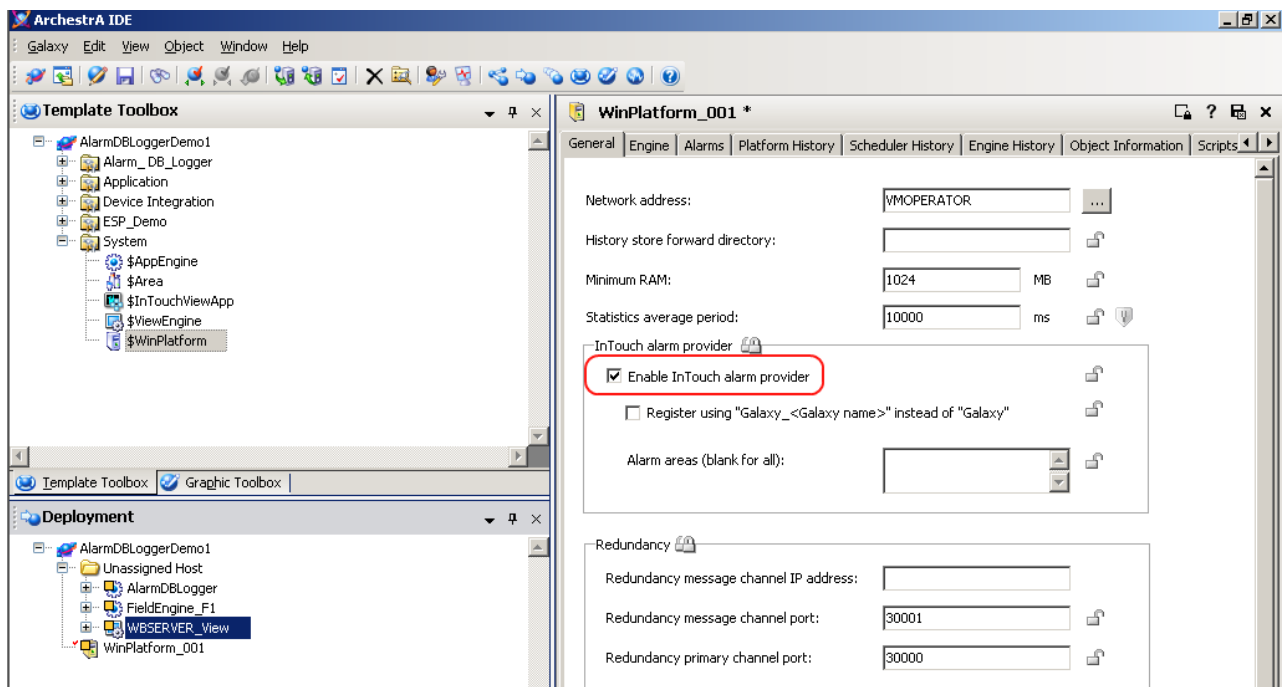 ArchestrA IDE
Galaxy Edit View Object Window Help
Template Toolbox
AlarmDBLoggerDemo1
Alarm_ DB_Logger
Application
Device Integration
ESP_Demo
System
$AppEngine
$Area
$InTouchViewApp
$ViewEngine
$WinPlatform
Template Toolbox Graphic Toolbox
Deployment
AlarmDBLoggerDemo1
Unassigned Host
AlarmDBLogger
FieldEngine_F1
WBSERVER_View
WinPlatform_001
WinPlatform_001 *
General Engine Alarms Platform History Scheduler History Engine History Object Information Scripts
Network address: VMOPERATOR ...
History store forward directory:
Minimum RAM: 1024 MB
Statistics average period: 10000 ms
InTouch alarm provider
Enable InTouch alarm provider
Register using "Galaxy_<Galaxy name>" instead of "Galaxy"
Alarm areas (blank for all):
Redundancy
Redundancy message channel IP address:
Redundancy message channel port: 30001
Redundancy primary channel port: 30000